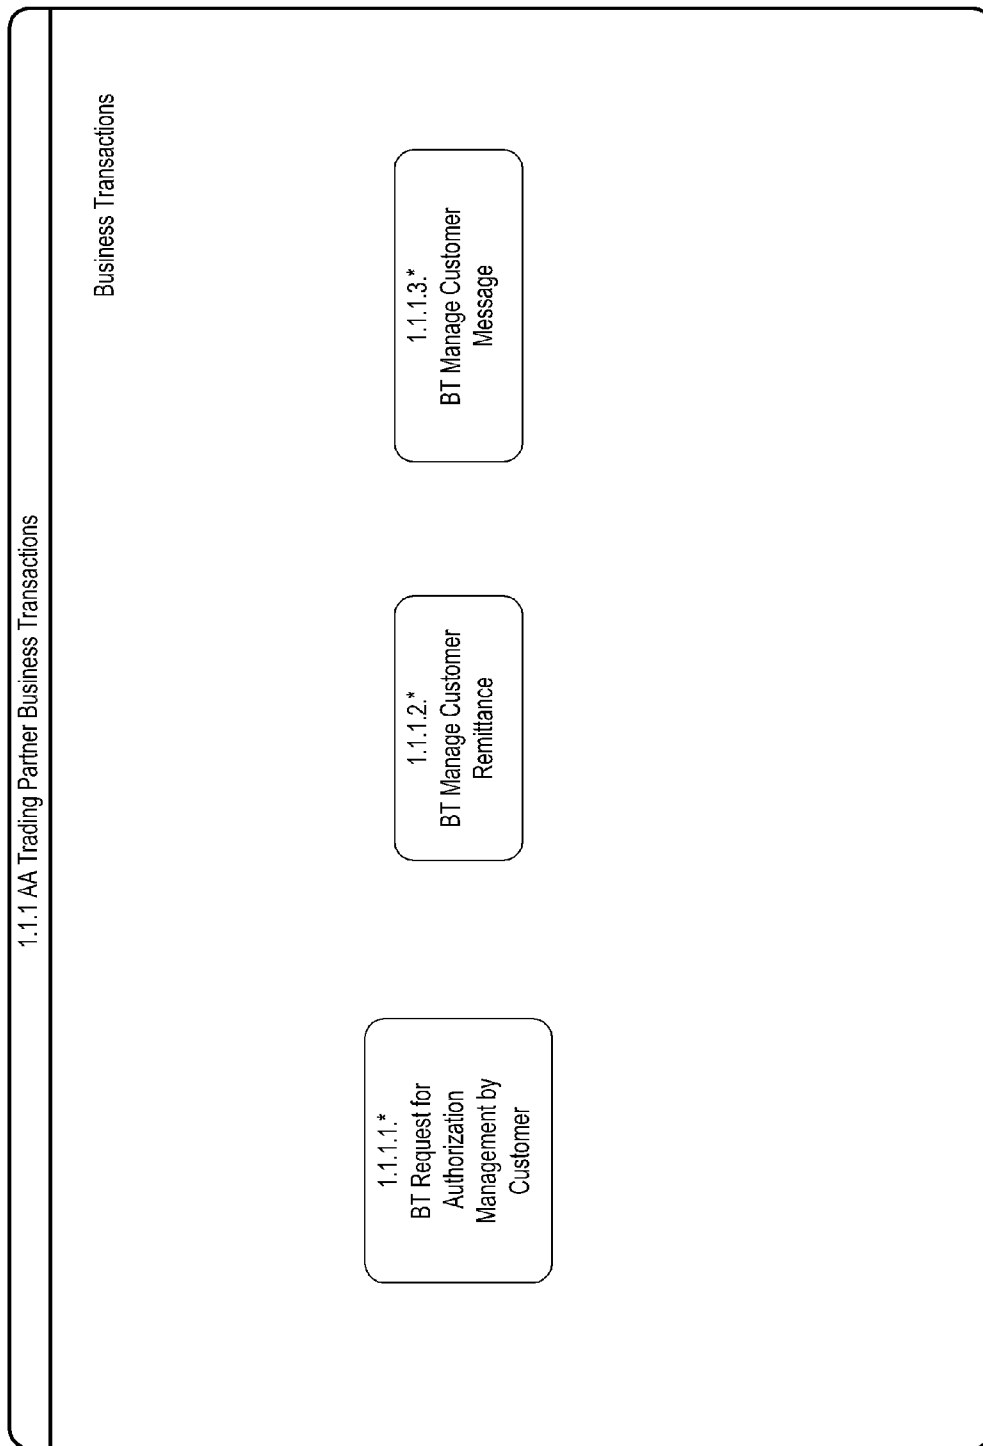 1.1.1 AA Trading Partner Business Transactions
Business Transactions
1.1.1.1.*
BT Request for
Authorization
Management by
Customer
1.1.1.2.*
BT Manage Customer
Remittance
1.1.1.3.*
BT Manage Customer
Message